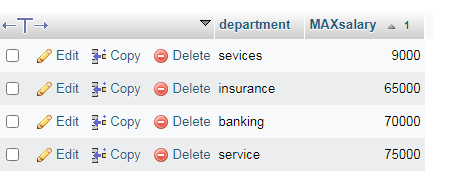 ←T→ department MAXsalary 1
Edit Copy Delete sevices 9000
Edit Copy Delete insurance 65000
Edit Copy Delete banking 70000
Edit Copy Delete service 75000